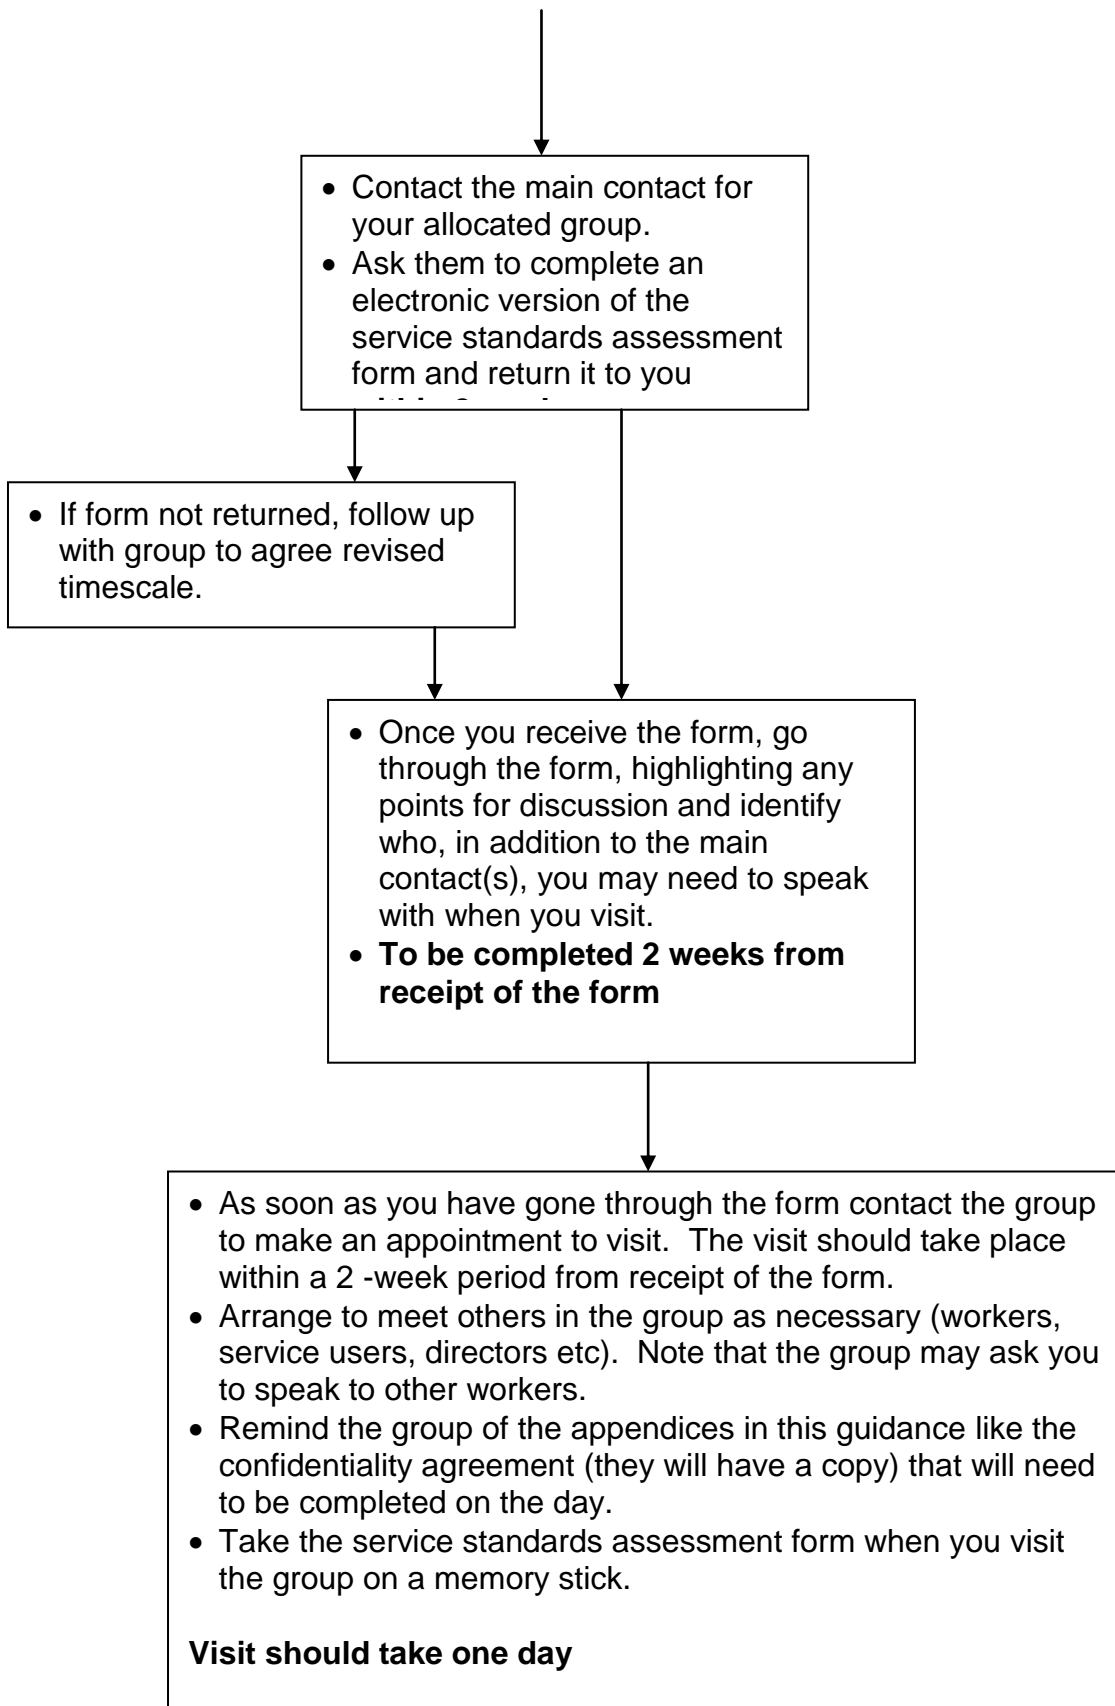 • Contact the main contact for
your allocated group.
• Ask them to complete an
electronic version of the
service standards assessment
form and return it to you
• If form not returned, follow up
with group to agree revised
timescale.
• Once you receive the form, go
through the form, highlighting any
points for discussion and identify
who, in addition to the main
contact(s), you may need to speak
with when you visit.
• To be completed 2 weeks from
receipt of the form
• As soon as you have gone through the form contact the group
to make an appointment to visit.  The visit should take place
within a 2 -week period from receipt of the form.
• Arrange to meet others in the group as necessary (workers,
service users, directors etc).  Note that the group may ask you
to speak to other workers.
• Remind the group of the appendices in this guidance like the
confidentiality agreement (they will have a copy) that will need
to be completed on the day.
• Take the service standards assessment form when you visit
the group on a memory stick.
Visit should take one day